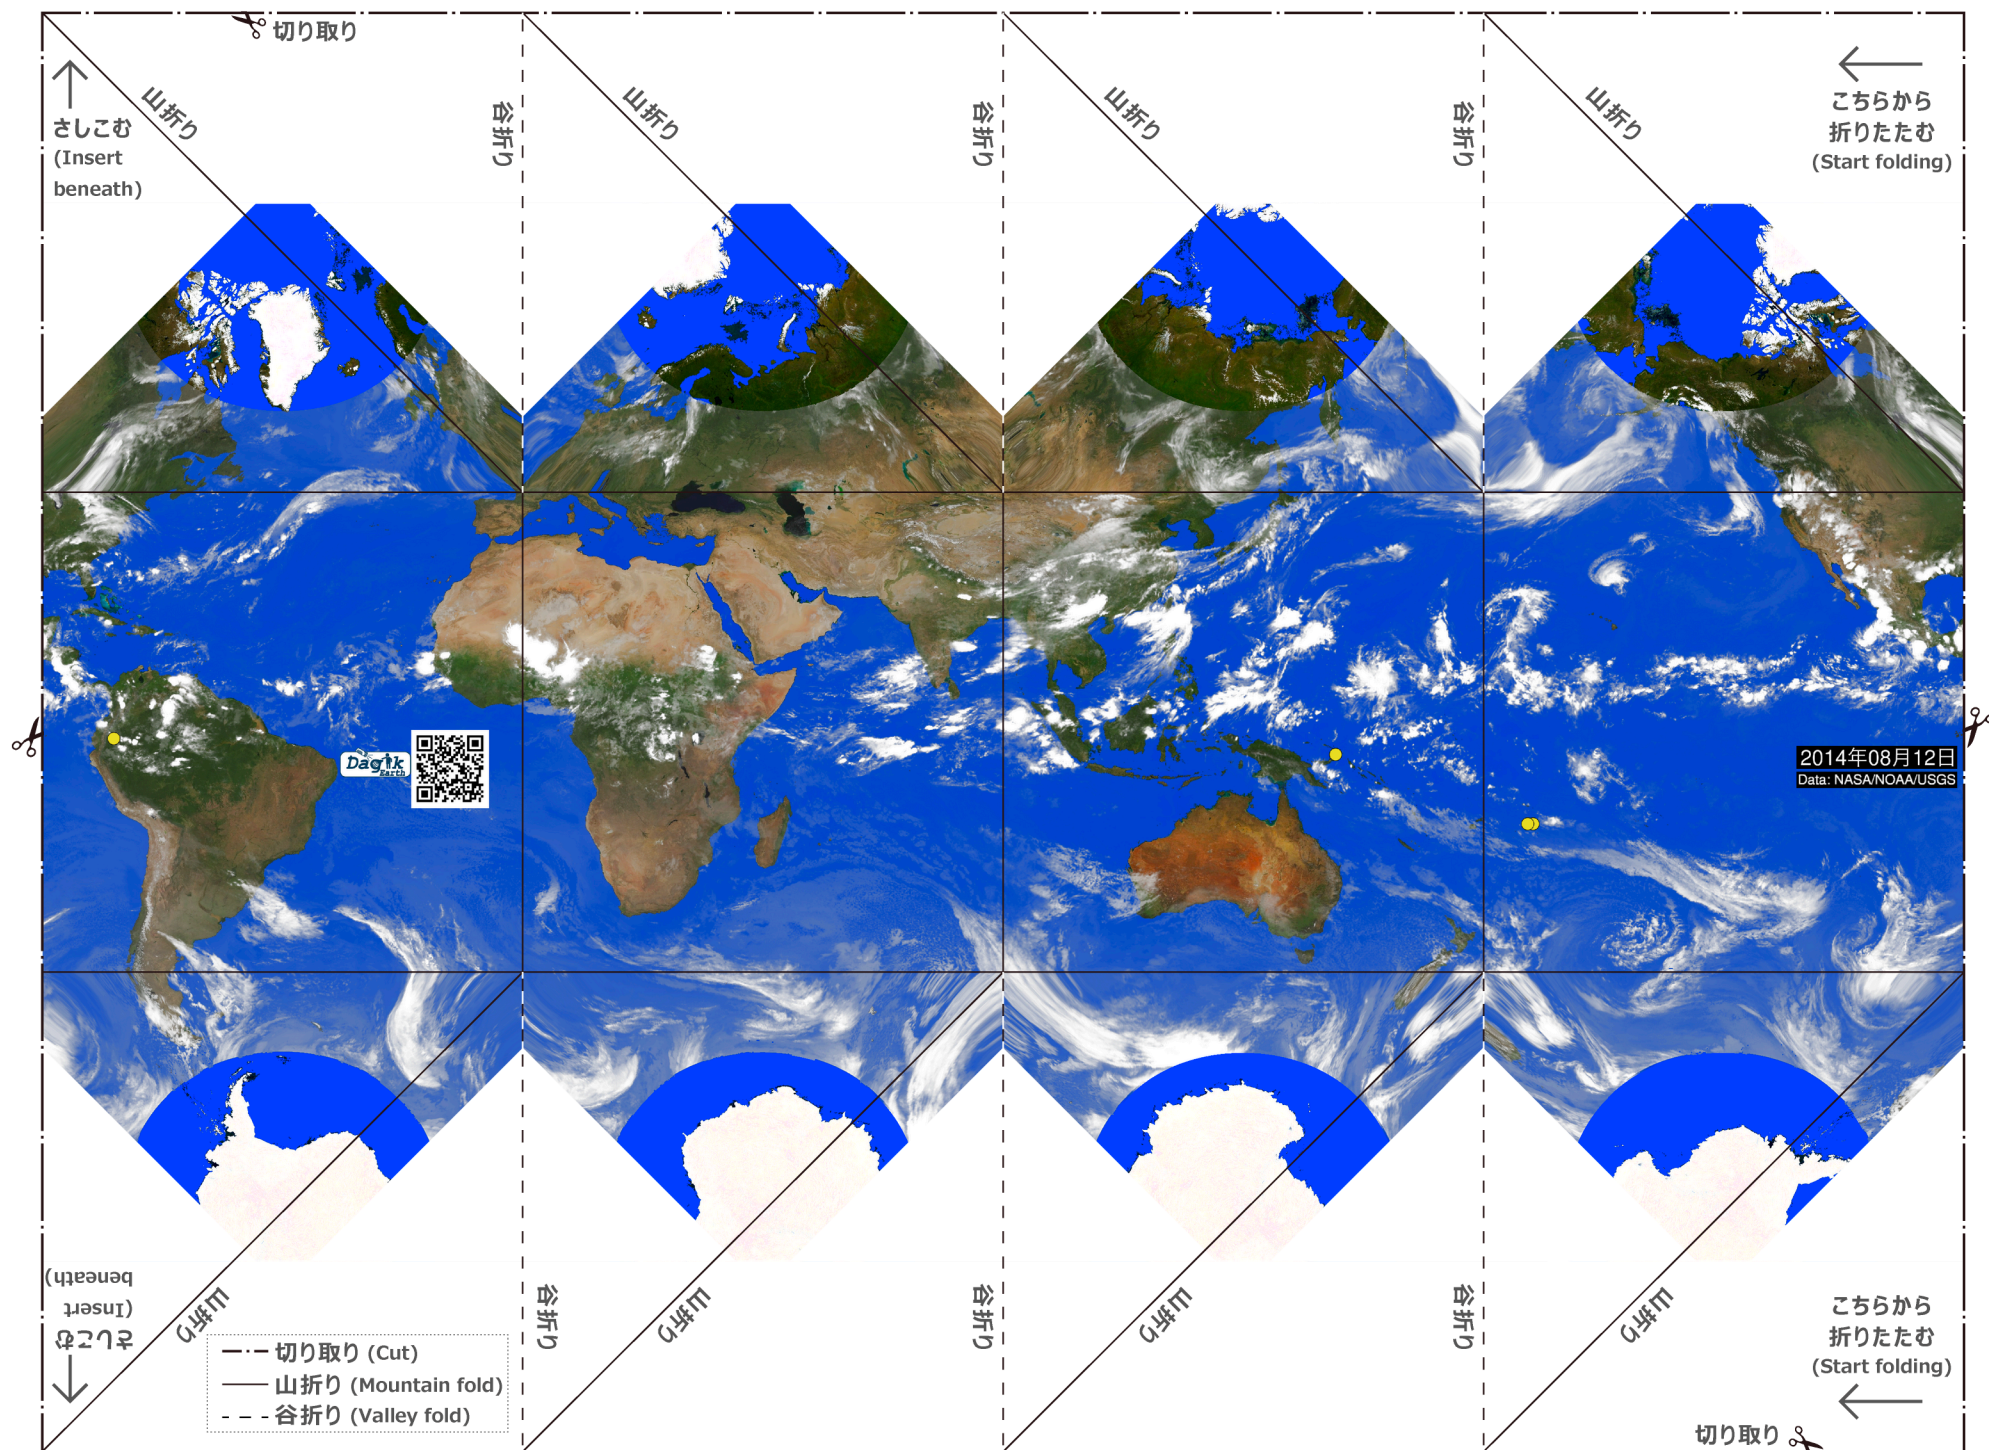 切り取り
さしこむ
(Insert
beneath)
山折り
谷折り
山折り
谷折り
山折り
谷折り
山折り
こちらから
折りたたむ
(Start folding)
Dagik
Earth
2014年08月12日
Data: NASA/NOAA/USGS
さしこむ
(Insert
beneath)
山折り
谷折り
山折り
谷折り
山折り
谷折り
山折り
こちらから
折りたたむ
(Start folding)
切り取り (Cut)
山折り (Mountain fold)
谷折り (Valley fold)
切り取り